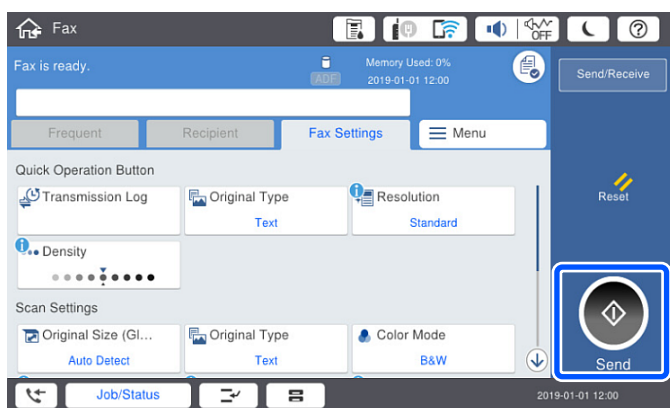 Fax
OFF
Fax is ready.
ADF
Memory Used: 0%
2019-01-01 12:00
Send/Receive
Frequent
Recipient
Fax Settings
Menu
Quick Operation Button
Transmission Log
Original Type
Text
Resolution
Standard
Reset
Density
Scan Settings
Original Size (Gl...
Auto Detect
Original Type
Text
Color Mode
B&W
Send
Job/Status
2019-01-01 12:00